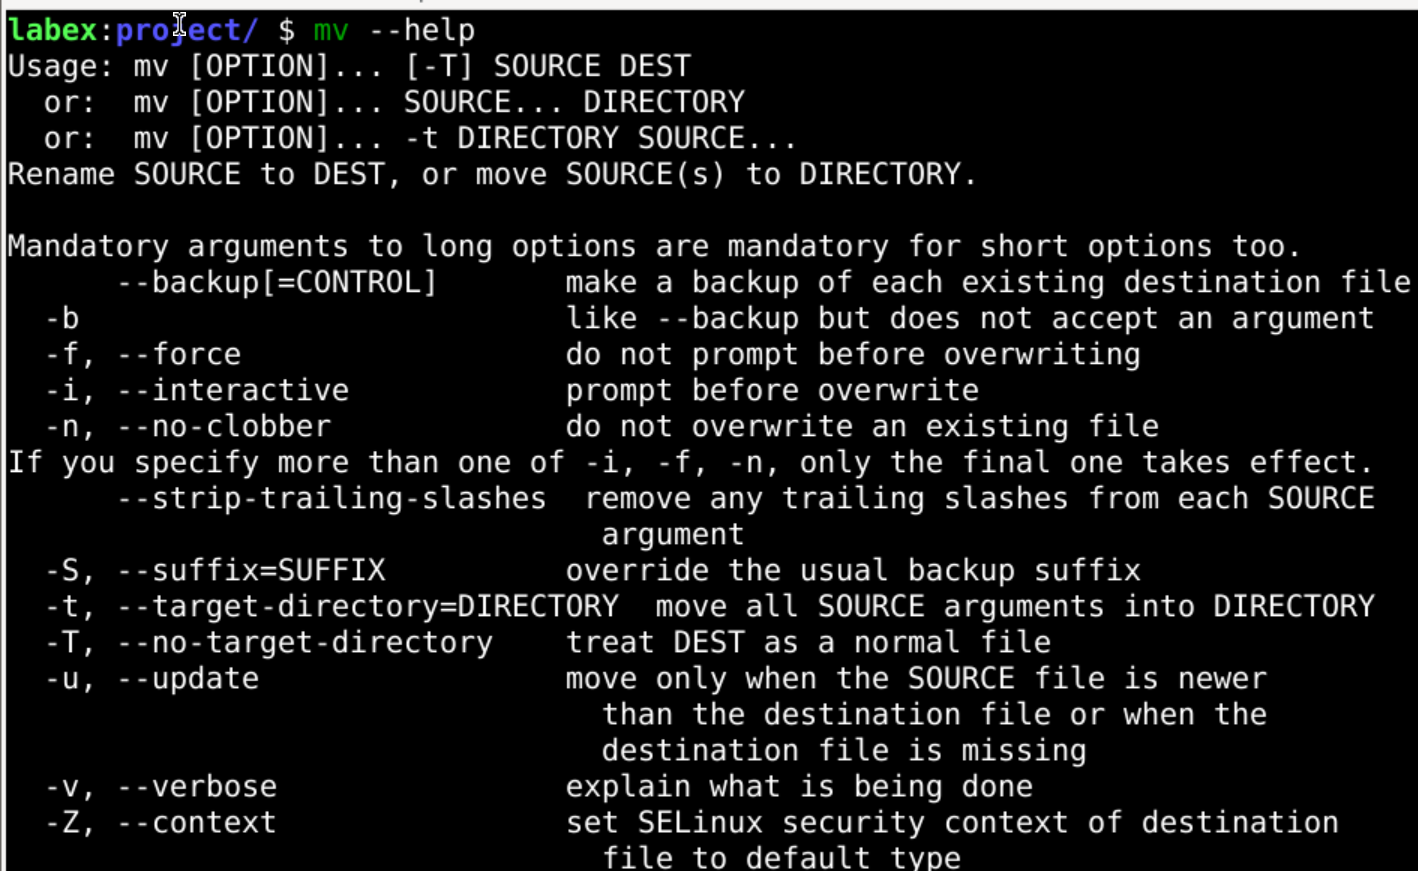 labex:project/ $ mv --help
Usage: mv [OPTION]... [-T] SOURCE DEST
  or:  mv [OPTION]... SOURCE... DIRECTORY
  or:  mv [OPTION]... -t DIRECTORY SOURCE...
Rename SOURCE to DEST, or move SOURCE(s) to DIRECTORY.

Mandatory arguments to long options are mandatory for short options too.
      --backup[=CONTROL]       make a backup of each existing destination file
  -b                           like --backup but does not accept an argument
  -f, --force                  do not prompt before overwriting
  -i, --interactive            prompt before overwrite
  -n, --no-clobber             do not overwrite an existing file
If you specify more than one of -i, -f, -n, only the final one takes effect.
      --strip-trailing-slashes  remove any trailing slashes from each SOURCE
                                 argument
  -S, --suffix=SUFFIX          override the usual backup suffix
  -t, --target-directory=DIRECTORY  move all SOURCE arguments into DIRECTORY
  -T, --no-target-directory    treat DEST as a normal file
  -u, --update                 move only when the SOURCE file is newer
                                 than the destination file or when the
                                 destination file is missing
  -v, --verbose                explain what is being done
  -Z, --context                set SELinux security context of destination
                                 file to default type